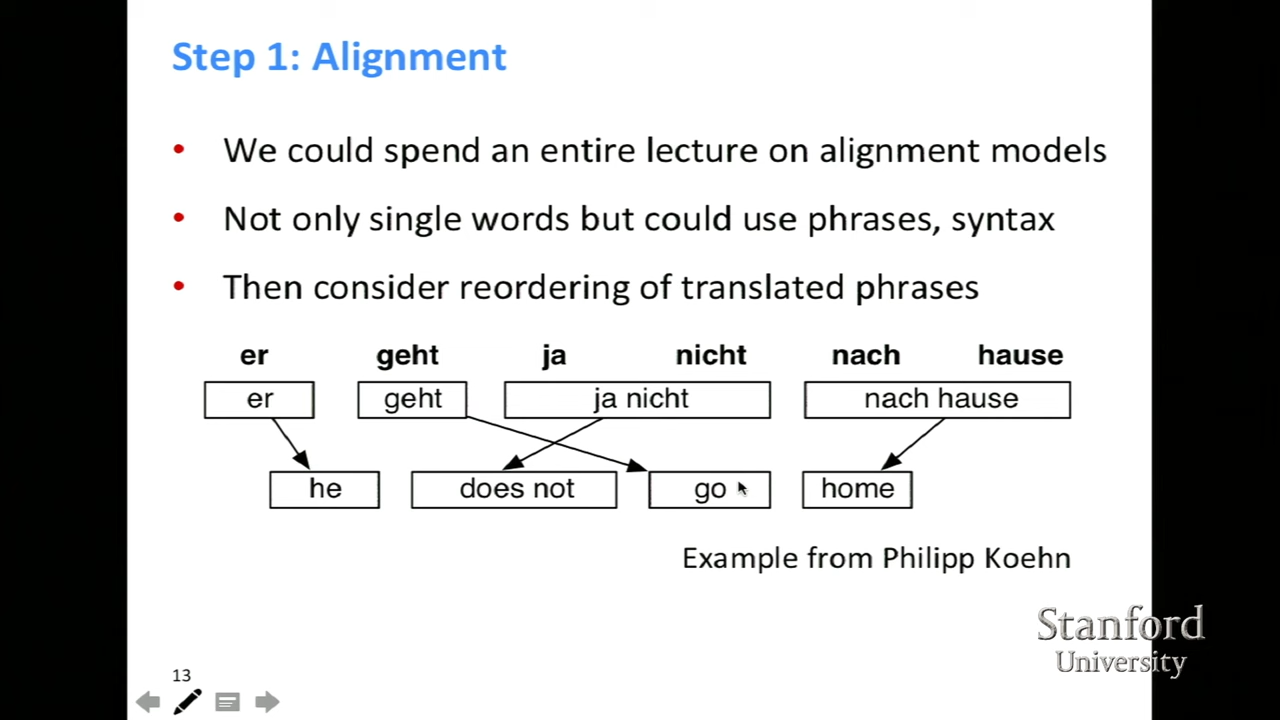 Step 1: Alignment
• We could spend an entire lecture on alignment models
• Not only single words but could use phrases, syntax
• Then consider reordering of translated phrases
er geht ja nicht nach hause
er geht ja nicht nach hause
he does not go home
Example from Philipp Koehn
Stanford
University
13